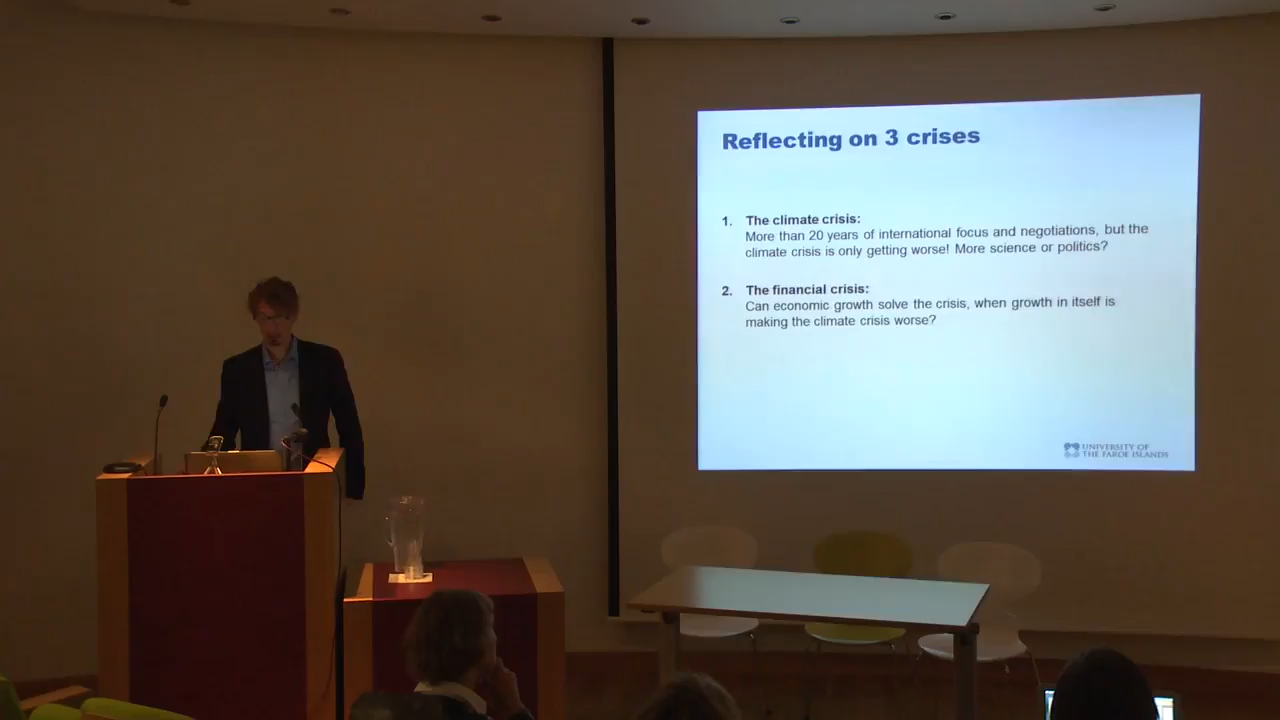 Reflecting on 3 crises
1. The climate crisis:
More than 20 years of international focus and negotiations, but the
climate crisis is only getting worse! More science or politics?
2. The financial crisis:
Can economic growth solve the crisis, when growth in itself is
making the climate crisis worse?
UNIVERSITY OF
THE FAROE ISLANDS